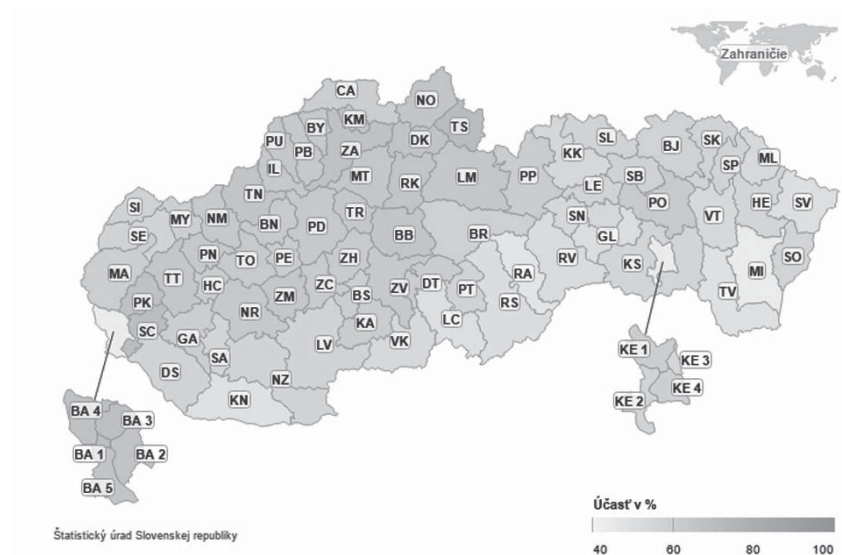 Zahraničie
CA
NO
KM
BY
TS
PU
PB
ZA
DK
IL
MT
RK
LM
PP
KK
SL
BJ
SK
ML
SP
LE
SB
PO
VT
HE
SV
TN
SI
MY
NM
BN
PD
TR
SE
BB
BR
SN
GL
PN
TO
PE
ZH
RV
KS
SO
MA
TT
HC
ZC
BS
ZV
DT
PT
RA
MI
TV
PK
NR
ZM
RS
SC
GA
KA
LC
VK
LV
SA
DS
NZ
KN
KE 1
KE 3
KE 4
KE 2
BA 4
BA 3
BA 1
BA 2
BA 5
Účasť v %
40 60 80 100
Štatistický úrad Slovenskej republiky